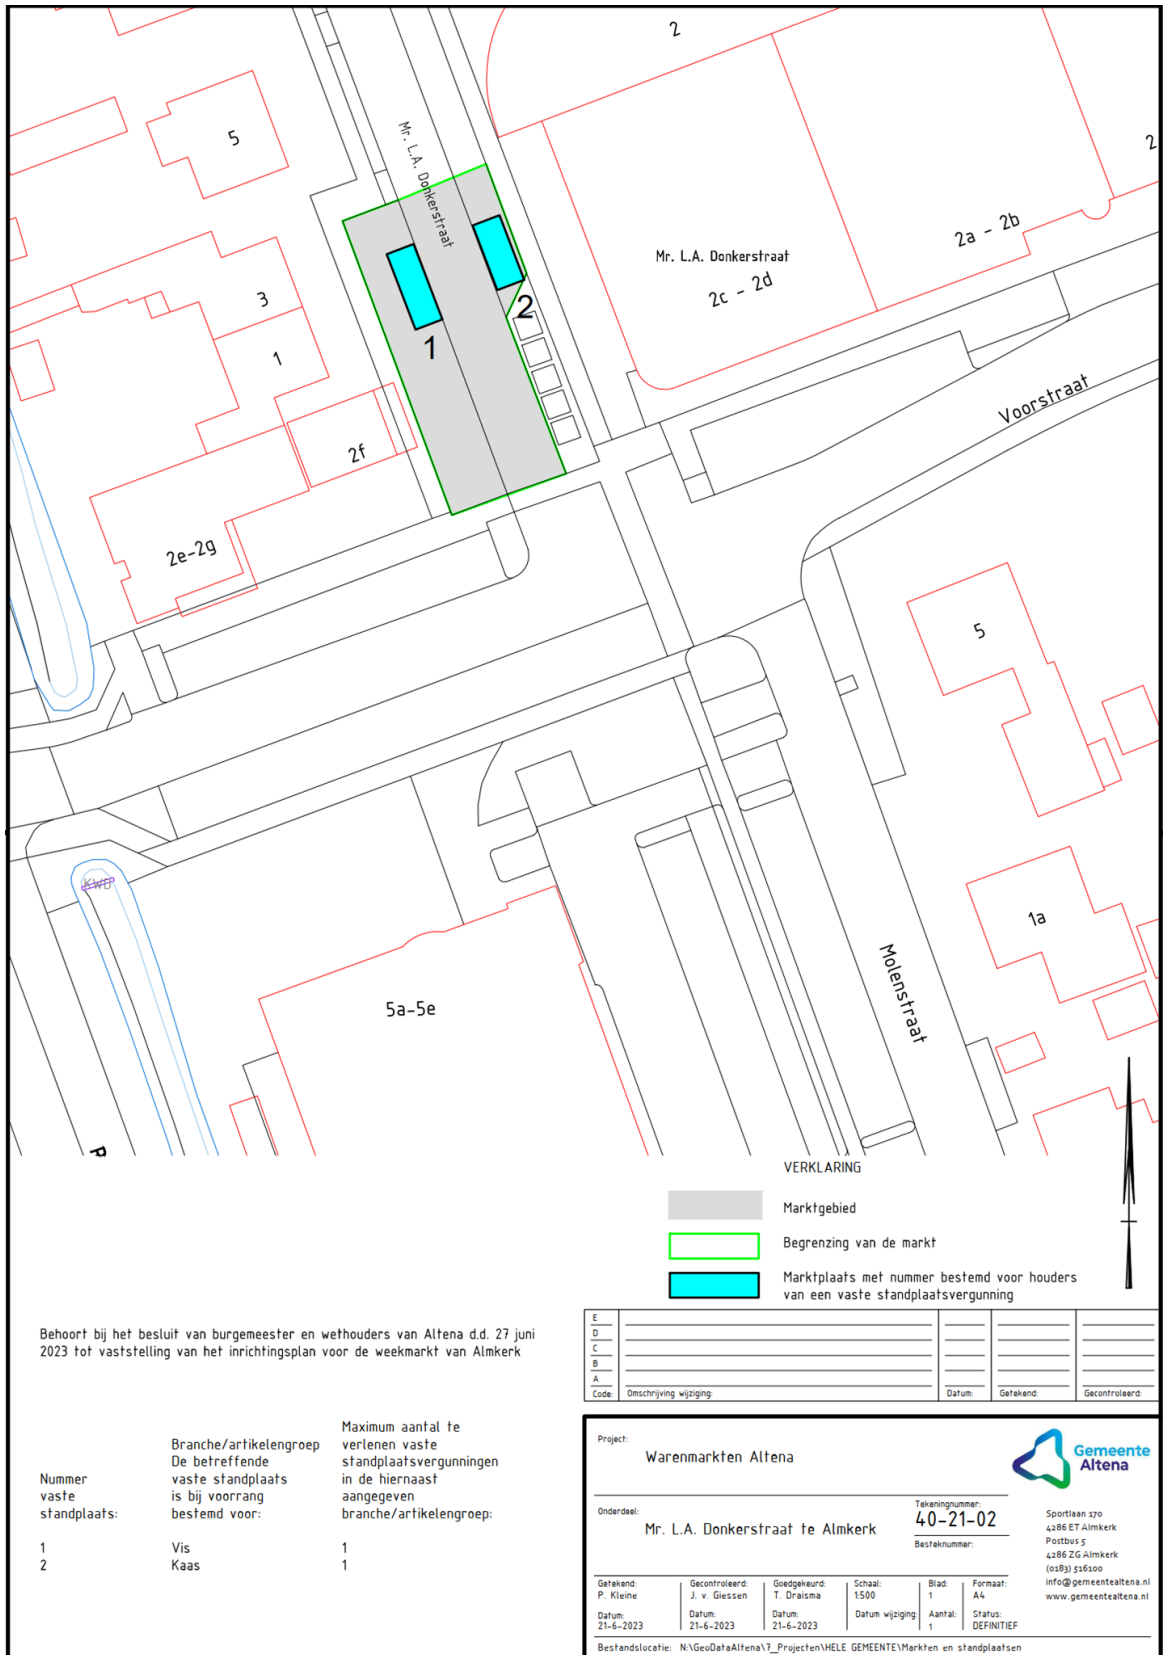 2
5
Mr. L.A. Donkerstraat
2
2a - 2b
Mr. L.A. Donkerstraat
2c - 2d
3
2
1
1
Voorstraat
2f
2e-2g
5
KWD
1a
5a-5e
Molenstraat
VERKLARING
Marktgebied
Begrenzing van de markt
Marktplaats met nummer bestemd voor houders
van een vaste standplaatsvergunning
Behoort bij het besluit van burgemeester en wethouders van Altena d.d. 27 juni
2023 tot vaststelling van het inrichtingsplan voor de weekmarkt van Almkerk
E
D
C
B
A
Code: Omschrijving wijziging: Datum: Getekend: Gecontroleerd:
Nummer
vaste
standplaats:
Branche/artikelengroep
De betreffende
vaste standplaats
is bij voorrang
bestemd voor:
Maximum aantal te
verlenen vaste
standplaatsvergunningen
in de hiernaast
aangegeven
branche/artikelengroep:
1 Vis 1
2 Kaas 1
Project:
Warenmarkten Altena
Gemeente
Altena
Onderdeel:
Mr. L.A. Donkerstraat te Almkerk
Tekeningnummer:
40-21-02
Besteknummer:
Sportlaan 170
4286 ET Almkerk
Postbus 5
4286 ZG Almkerk
(0183) 516100
info@gemeentealtena.nl
www.gemeentealtena.nl
Getekend: Gecontroleerd: Goedgekeurd: Schaal: Blad: Formaat:
P. Kleine J. v. Giessen T. Draisma 1:500 1 A4
Datum: Datum: Datum: Datum wijziging: Aantal: Status:
21-6-2023 21-6-2023 21-6-2023 1 DEFINITIEF
Bestandslocatie: N:\GeoDataAltena\7_Projecten\HELE GEMEENTE\Markten en standplaatsen